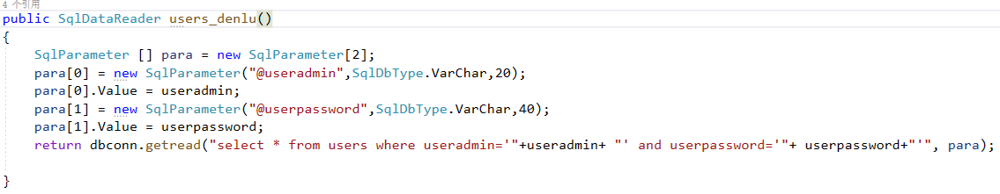 4 个引用
public SqlDataReader users_denlu()
{
SqlParameter [] para = new SqlParameter[2];
para[0] = new SqlParameter("@useradmin",SqlDbType.VarChar,20);
para[0].Value = useradmin;
para[1] = new SqlParameter("@userpassword",SqlDbType.VarChar,40);
para[1].Value = userpassword;
return dbconn.getread("select * from users where useradmin='"+useradmin+ "' and userpassword='"+ userpassword+"'", para);
}